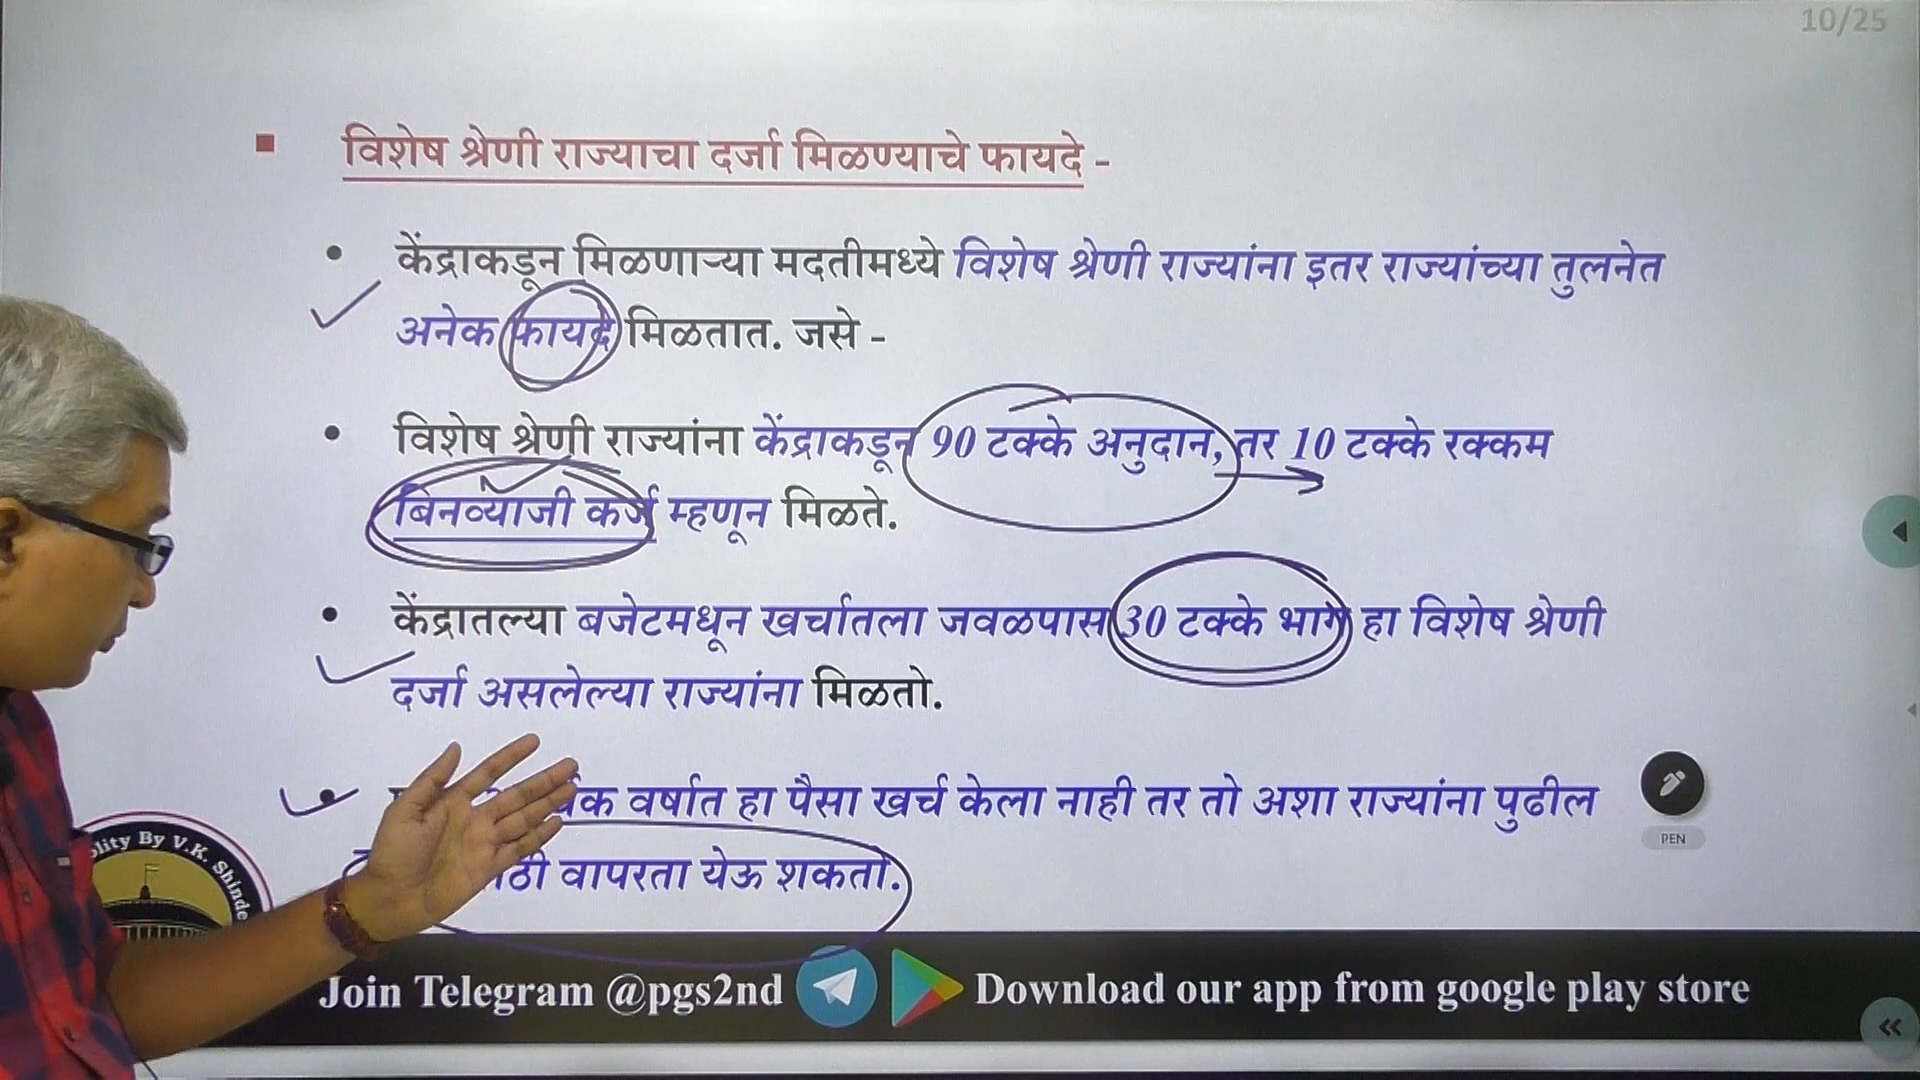 10/25
विशेष श्रेणी राज्याचा दर्जा मिळण्याचे फायदे -
केंद्राकडून मिळणाऱ्या मदतीमध्ये विशेष श्रेणी राज्यांना इतर राज्यांच्या तुलनेत
अनेक फायदे मिळतात. जसे -
विशेष श्रेणी राज्यांना केंद्राकडून 90 टक्के अनुदान, तर 10 टक्के रक्कम
बिनव्याजी कर्ज म्हणून मिळते.
केंद्रातल्या बजेटमधून खर्चातला जवळपास 30 टक्के भाग हा विशेष श्रेणी
दर्जा असलेल्या राज्यांना मिळतो.
वर्षात हा पैसा खर्च केला नाही तर तो अशा राज्यांना पुढील
वापरता येऊ शकतो.
PEN
By V.K. Shinde
Join Telegram @pgs2nd Download our app from google play store